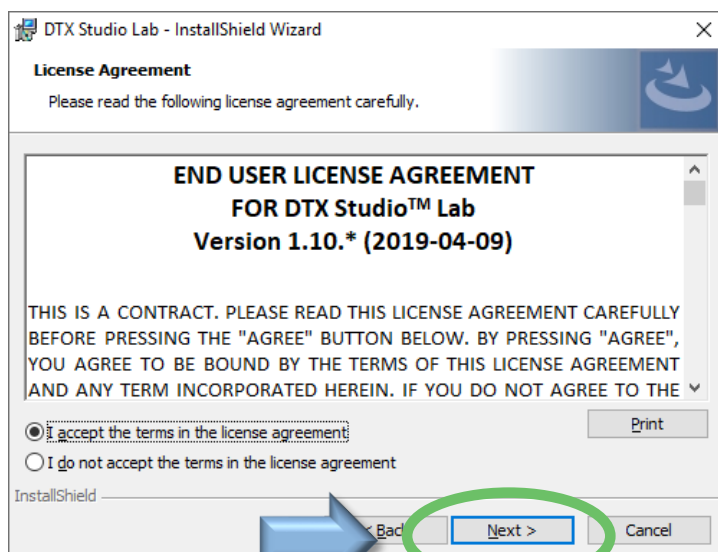 DTX Studio Lab - InstallShield Wizard
License Agreement
Please read the following license agreement carefully.
END USER LICENSE AGREEMENT
FOR DTX Studio™ Lab
Version 1.10.* (2019-04-09)
THIS IS A CONTRACT. PLEASE READ THIS LICENSE AGREEMENT CAREFULLY
BEFORE PRESSING THE "AGREE" BUTTON BELOW. BY PRESSING "AGREE",
YOU AGREE TO BE BOUND BY THE TERMS OF THIS LICENSE AGREEMENT
AND ANY TERM INCORPORATED HEREIN. IF YOU DO NOT AGREE TO THE
I accept the terms in the license agreement
Print
I do not accept the terms in the license agreement
InstallShield
< Back Next > Cancel